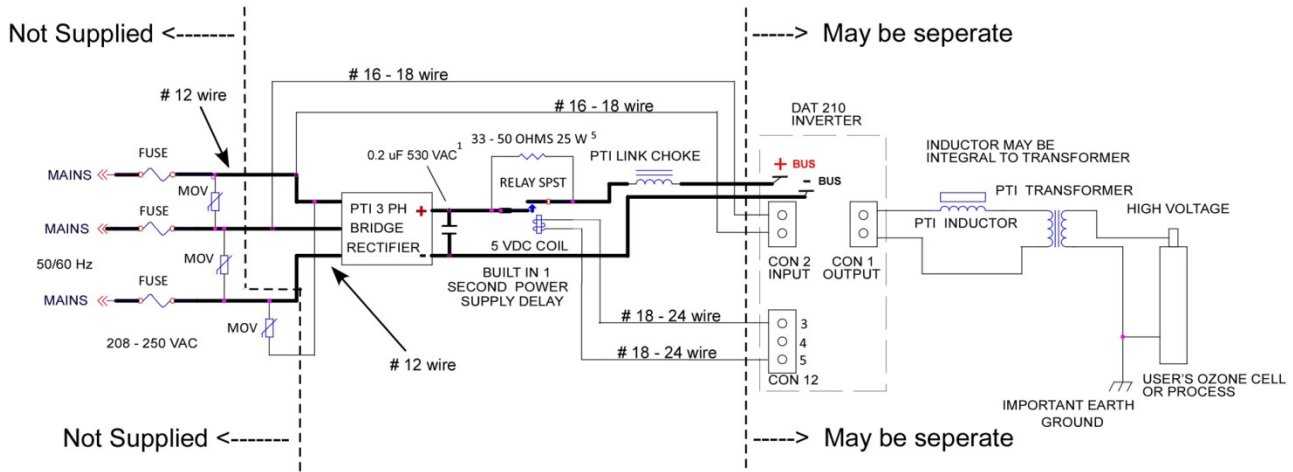 Not Supplied <-------
-----> May be seperate
# 16 - 18 wire
# 12 wire
# 16 - 18 wire
DAT 210
INVERTER
33 - 50 OHMS 25 W 5
0.2 uF 530 VAC 1
PTI LINK CHOKE
INDUCTOR MAY BE
INTEGRAL TO TRANSFORMER
FUSE
MAINS
MOV
RELAY SPST
+ BUS
- BUS
PTI TRANSFORMER
HIGH VOLTAGE
PTI 3 PH
BRIDGE
RECTIFIER
+
-
FUSE
MAINS
MOV
50/60 Hz
5 VDC COIL
PTI INDUCTOR
CON 2
INPUT
CON 1
OUTPUT
BUILT IN 1
SECOND POWER
SUPPLY DELAY
FUSE
MAINS
MOV
208 - 250 VAC
# 12 wire
# 18 - 24 wire
# 18 - 24 wire
3
4
5
CON 12
USER'S OZONE CELL
OR PROCESS
IMPORTANT EARTH
GROUND
Not Supplied <-------
-----> May be seperate